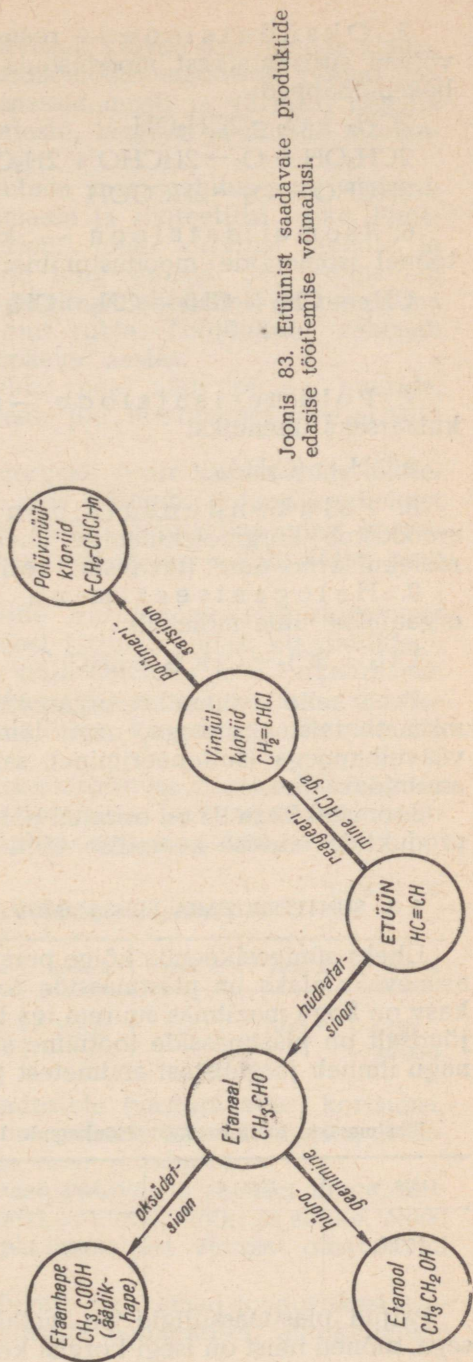 Etaanhape
CH₃COOH
(äädik-
hape)
oksüdat-
sioon
Etanaal
CH₃CHO
hüdro-
geenimine
Etanool
CH₃CH₂OH
hüdratat-
sioon
ETÜÜN
HC≡CH
reageeri-
mine HCl-ga
Vinüül-
kloriid
CH₂=CHCl
polümeri-
satsioon
Polüvinüül-
kloriid
(-CH₂-CHCl-)n
Joonis 83. Etüünist saadavate produktide
edasise töötlemise võimalusi.